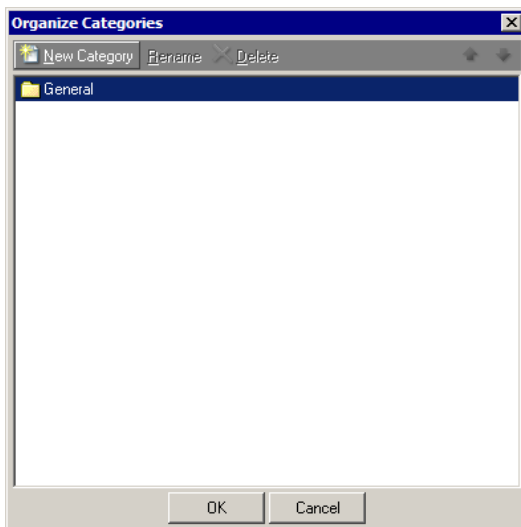 Organize Categories
New Category Rename Delete
General
OK Cancel